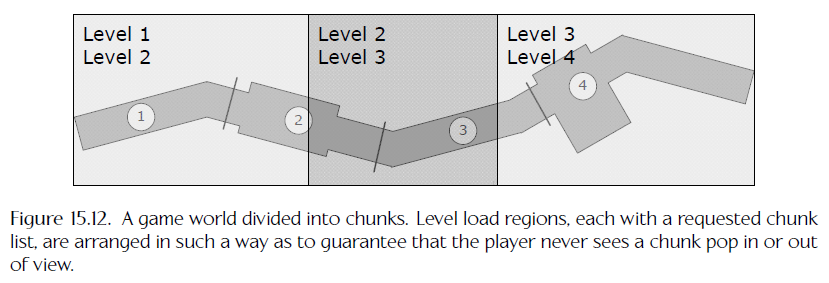 Level 1
Level 2
Level 2
Level 3
Level 3
Level 4
1
2
3
4
Figure 15.12. A game world divided into chunks. Level load regions, each with a requested chunk
list, are arranged in such a way as to guarantee that the player never sees a chunk pop in or out
of view.